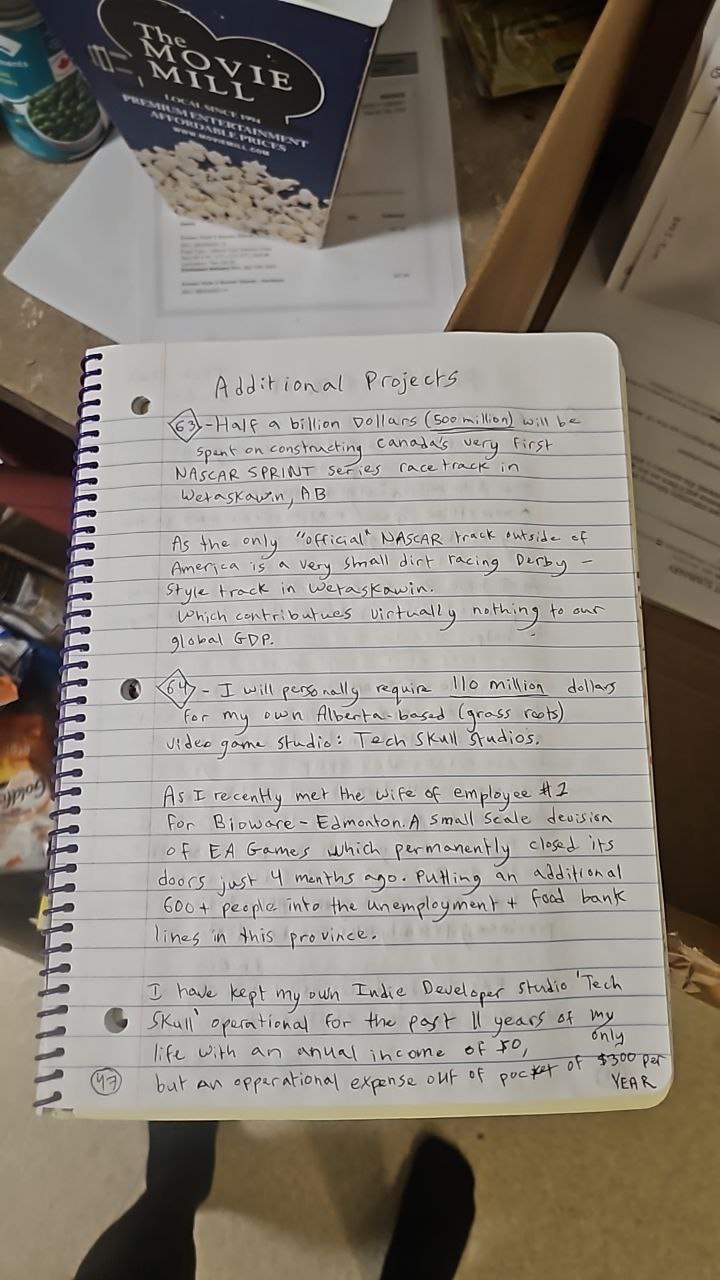 The
MOVIE
MILL
LOCAL SINCE 1994
PREMIUM ENTERTAINMENT
AFFORDABLE PRICES
WWW.MOVIEMILL.COM
Additional Projects
63 - Half a billion Dollars (500 million) will be
spent on constructing Canada's very first
NASCAR SPRINT series race track in
Wetaskawin, AB
As the only "official" NASCAR track outside of
America is a very small dirt racing Derby -
style track in Wetaskawin.
Which contributues virtually nothing to our
global GDP.
64 - I will personally require 110 million dollars
for my own Alberta-based (grass roots)
video game studio: Tech Skull Studios.
As I recently met the wife of employee #1
for Bioware - Edmonton. A small scale devision
of EA Games which permanently closed its
doors just 4 months ago. Putting an additional
600+ people into the unemployment + food bank
lines in this province.
I have kept my own Indie Developer studio 'Tech
Skull' operational for the past 11 years of my
life with an anual income of $0, only
but an opperational expense out of pocket of $300 per
YEAR
47
Goldfi